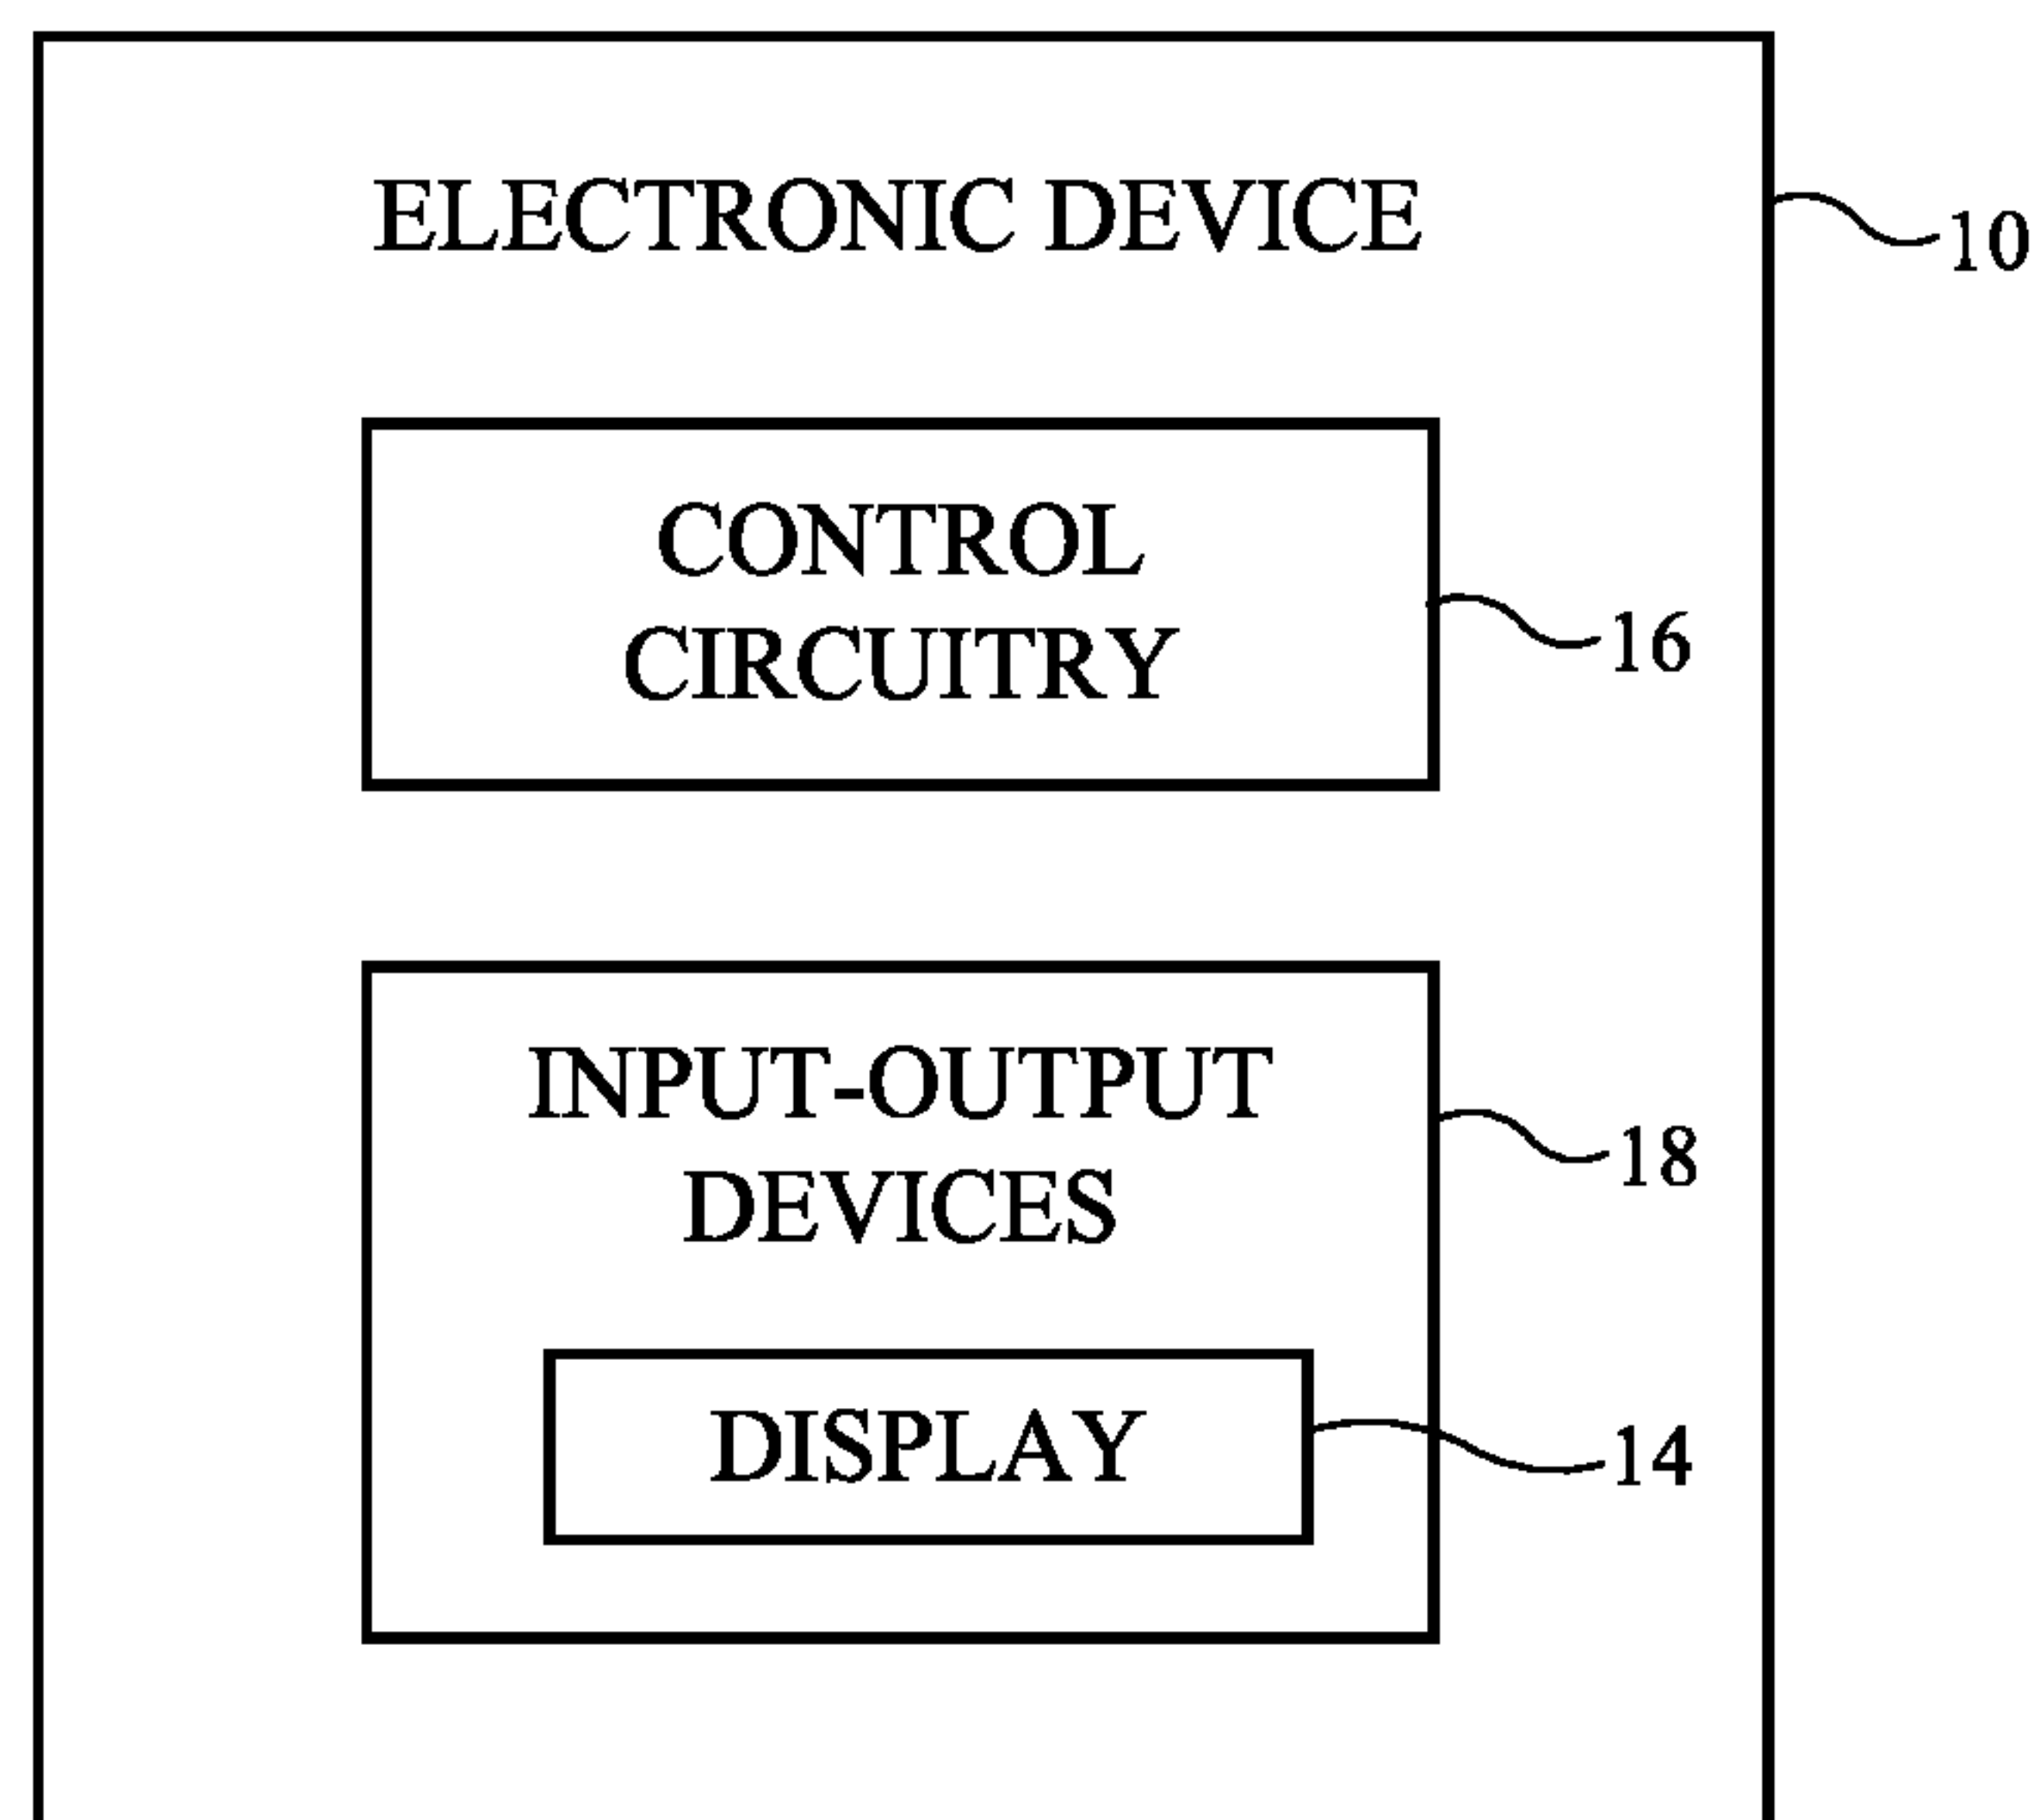 ELECTRONIC DEVICE
10
CONTROL
CIRCUITRY
16
INPUT-OUTPUT
DEVICES
18
DISPLAY
14